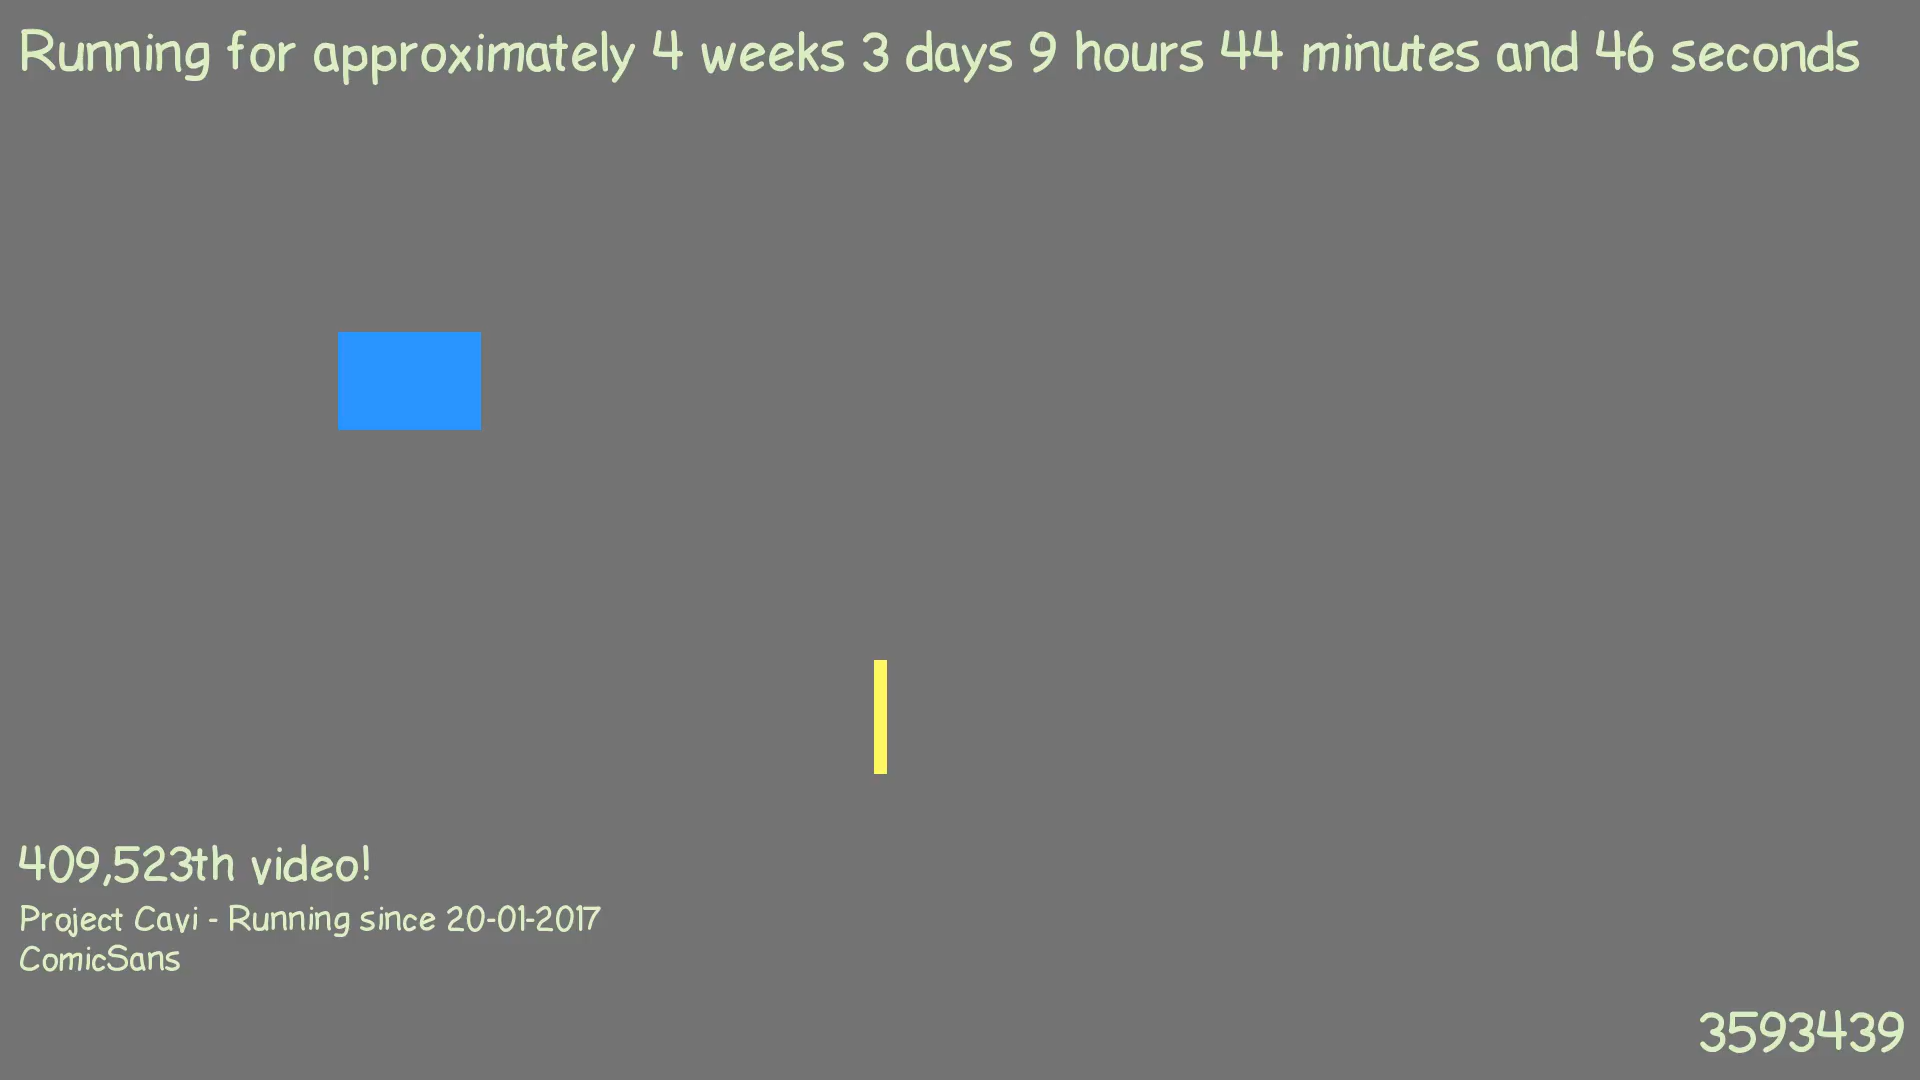 Running for approximately 4 weeks 3 days 9 hours 44 minutes and 46 seconds
409,523th video!
Project Cavi - Running since 20-01-2017
ComicSans
3593439